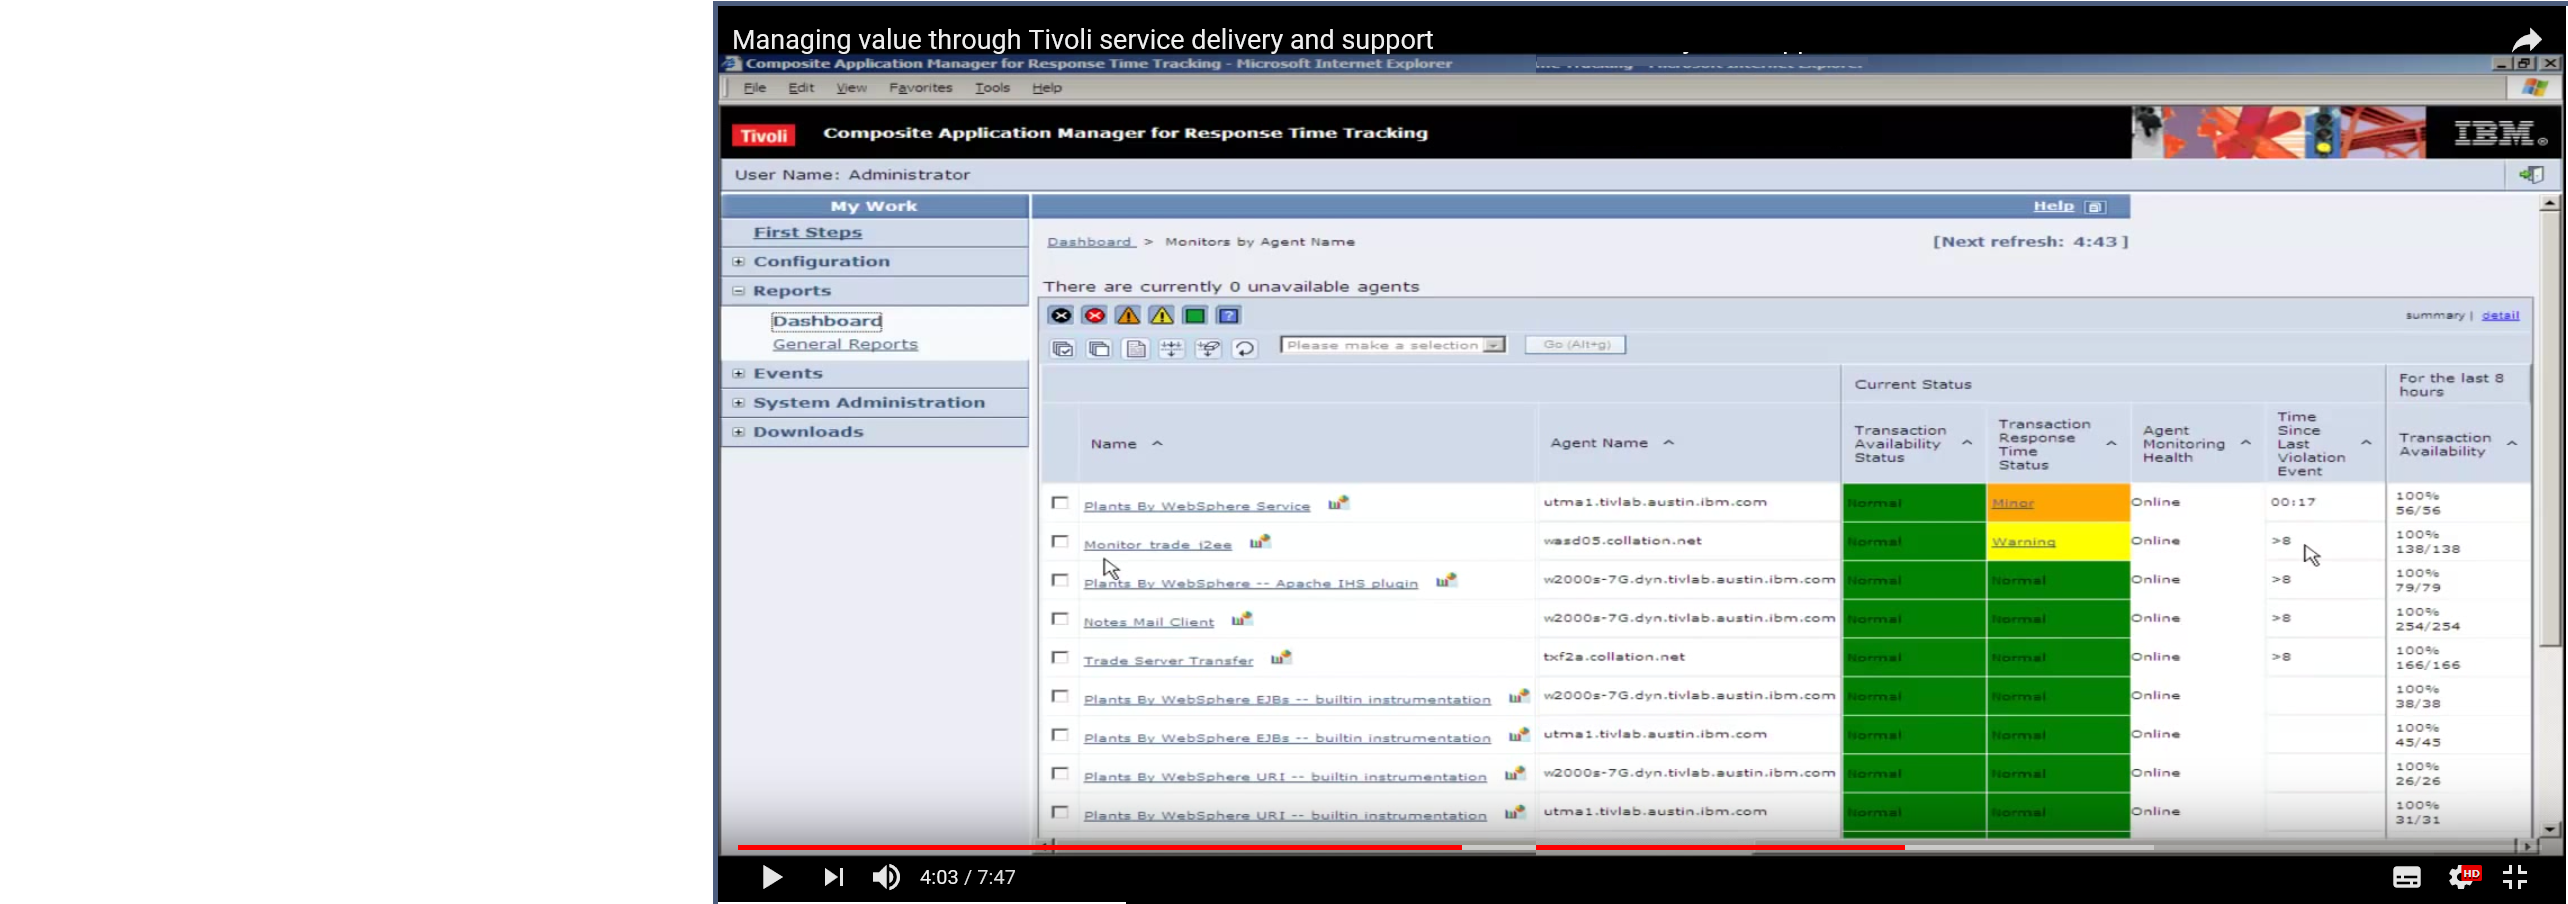 Managing value through Tivoli service delivery and support
Composite Application Manager for Response Time Tracking - Microsoft Internet Explorer
File Edit View Favorites Tools Help
Tivoli Composite Application Manager for Response Time Tracking IBM
User Name: Administrator
My Work
Help
First Steps
Configuration
Reports
Dashboard
General Reports
Events
System Administration
Downloads
Dashboard > Monitors by Agent Name [Next refresh: 4:43 ]
There are currently 0 unavailable agents
summary | detail
Please make a selection Go (Alt+g)
Current Status For the last 8 hours
Name Agent Name Transaction Availability Status Transaction Response Time Status Agent Monitoring Health Time Since Last Violation Event Transaction Availability
Plants By WebSphere Service utma1.tivlab.austin.ibm.com Normal Minor Online 00:17 100% 56/56
Monitor trade j2ee wasd05.collation.net Normal Warning Online >8 100% 138/138
Plants By WebSphere -- Apache IHS plugin w2000s-7G.dyn.tivlab.austin.ibm.com Normal Normal Online >8 100% 79/79
Notes Mail Client w2000s-7G.dyn.tivlab.austin.ibm.com Normal Normal Online >8 100% 254/254
Trade Server Transfer txf2a.collation.net Normal Normal Online >8 100% 166/166
Plants By WebSphere EJBs -- builtin instrumentation w2000s-7G.dyn.tivlab.austin.ibm.com Normal Normal Online 100% 38/38
Plants By WebSphere EJBs -- builtin instrumentation utma1.tivlab.austin.ibm.com Normal Normal Online 100% 45/45
Plants By WebSphere URI -- builtin instrumentation w2000s-7G.dyn.tivlab.austin.ibm.com Normal Normal Online 100% 26/26
Plants By WebSphere URI -- builtin instrumentation utma1.tivlab.austin.ibm.com Normal Normal Online 100% 31/31
4:03 / 7:47
HD